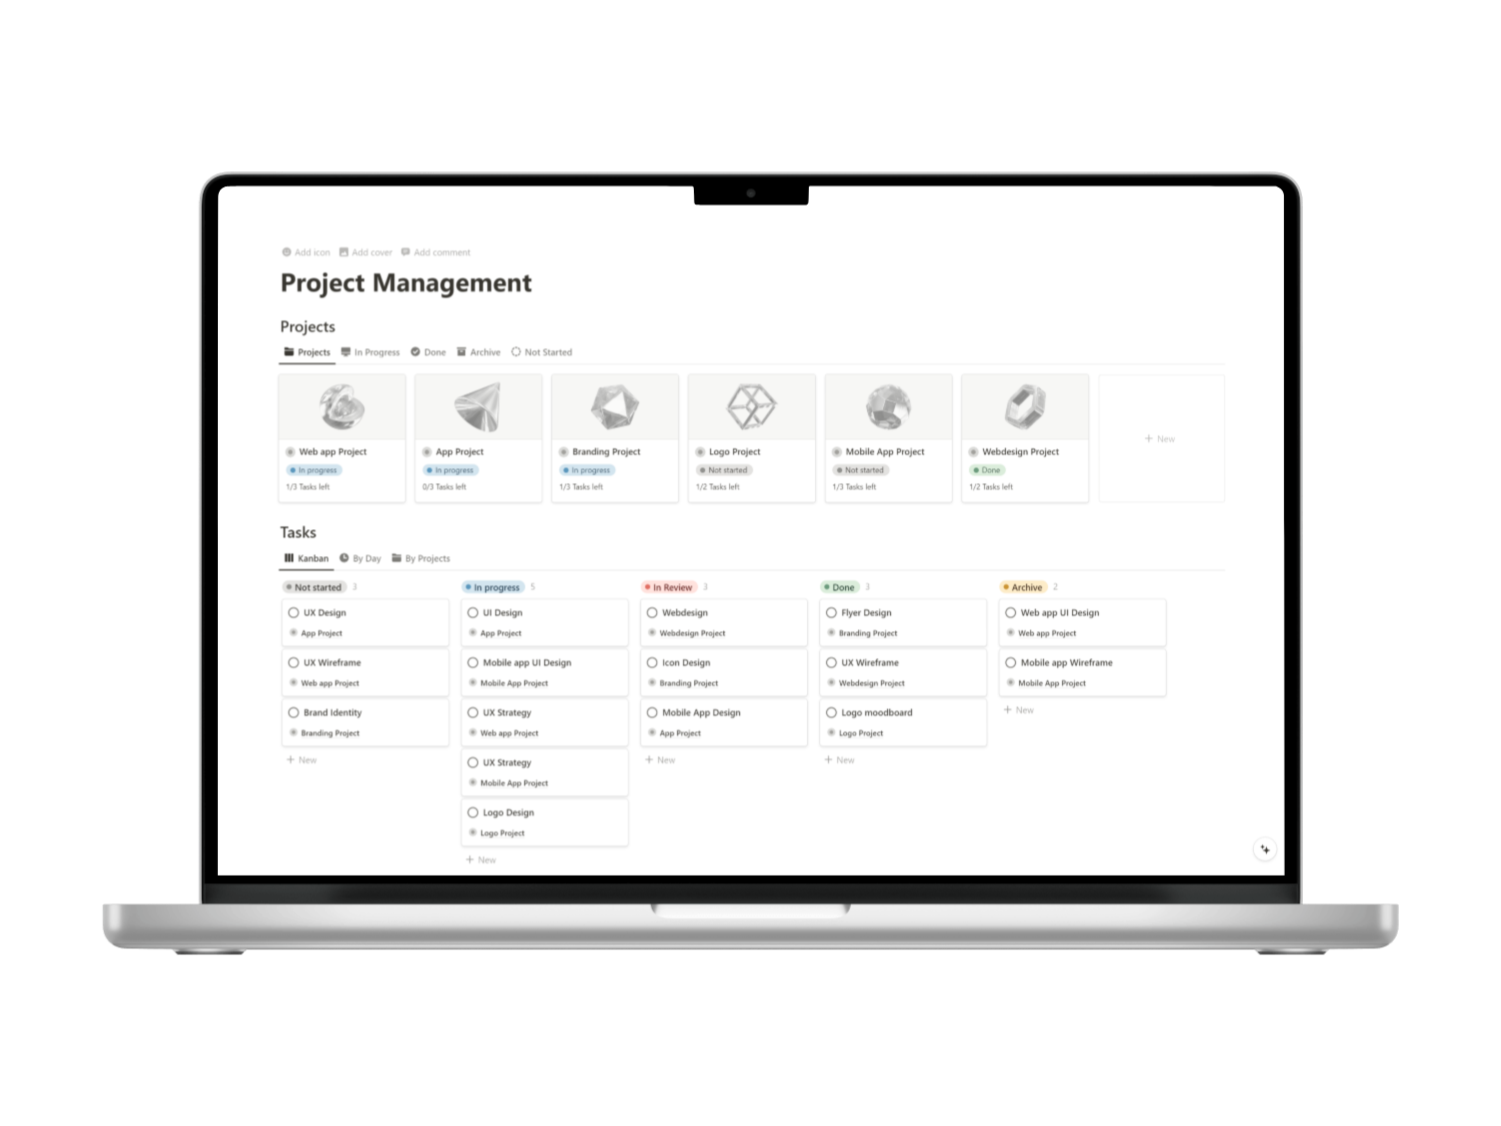 Add icon Add cover Add comment
Project Management
Projects
Projects In Progress Done Archive Not Started
Web app Project
In progress
1/3 Tasks left
App Project
In progress
0/3 Tasks left
Branding Project
In progress
1/3 Tasks left
Logo Project
Not started
1/2 Tasks left
Mobile App Project
Not started
1/3 Tasks left
Webdesign Project
Done
1/2 Tasks left
+ New
Tasks
Kanban By Day By Projects
Not started 3
UX Design
App Project
UX Wireframe
Web app Project
Brand Identity
Branding Project
+ New
In progress 5
UI Design
App Project
Mobile app UI Design
Mobile App Project
UX Strategy
Web app Project
UX Strategy
Mobile App Project
Logo Design
Logo Project
+ New
In Review 3
Webdesign
Webdesign Project
Icon Design
Branding Project
Mobile App Design
App Project
+ New
Done 3
Flyer Design
Branding Project
UX Wireframe
Webdesign Project
Logo moodboard
Logo Project
+ New
Archive 2
Web app UI Design
Web app Project
Mobile app Wireframe
Mobile App Project
+ New